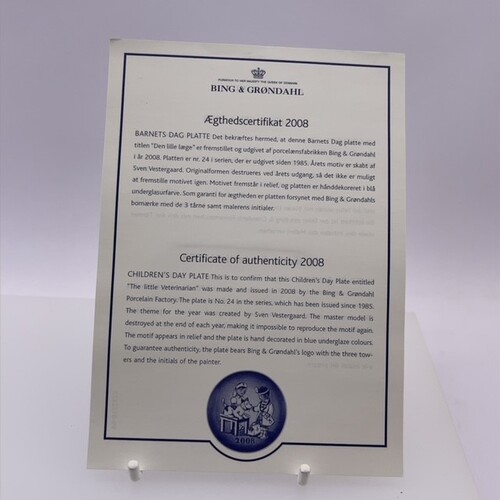 PURVEYOR TO HER MAJESTY THE QUEEN OF DENMARK
BING & GRØNDAHL
Ægthedscertifikat 2008
BARNETS DAG PLATTE Det bekræftes hermed, at denne Barnets Dag platte med
titlen "Den lille læge" er fremstillet og udgivet af porcelænsfabrikken Bing & Grøndahl
i år 2008. Platten er nr. 24 i serien, der er udgivet siden 1985. Årets motiv er skabt af
Sven Vestergaard. Originalformen destrueres ved årets udgang, så det ikke er muligt
at fremstille motivet igen. Motivet fremstår i relief, og platten er hånddekoreret i blå
underglasurfarve. Som garanti for ægtheden er platten forsynet med Bing & Grøndahls
bomærke med de 3 tårne samt malerens initialer.
Certificate of authenticity 2008
CHILDREN'S DAY PLATE This is to confirm that this Children's Day Plate entitled
"The little Veterinarian" was made and issued in 2008 by the Bing & Grøndahl
Porcelain Factory. The plate is No. 24 in the series, which has been issued since 1985.
The theme for the year was created by Sven Vestergaard. The master model is
destroyed at the end of each year, making it impossible to reproduce the motif again.
The motif appears in relief and the plate is hand decorated in blue underglaze colours.
To guarantee authenticity, the plate bears Bing & Grøndahl's logo with the three tow-
ers and the initials of the painter.
2008